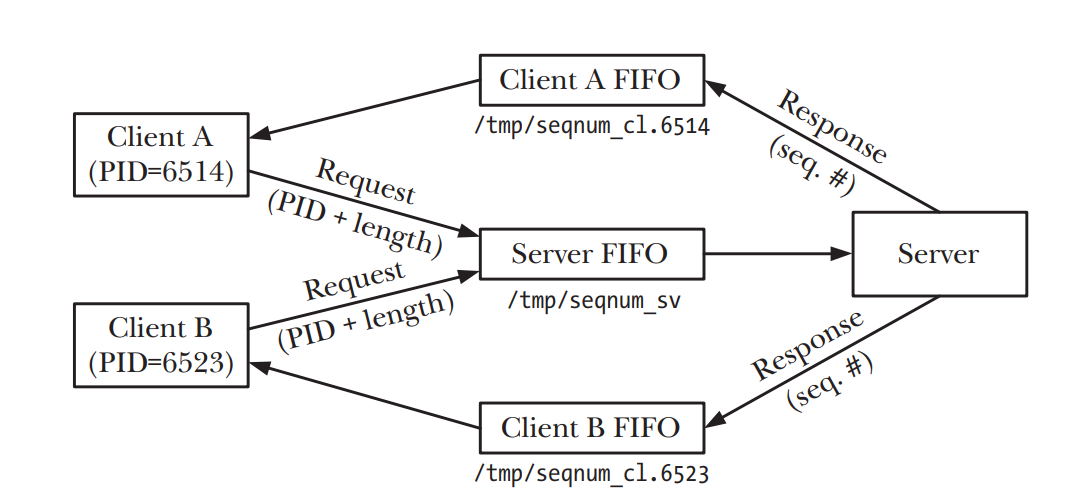 Client A FIFO
/tmp/seqnum_cl.6514
Client A
(PID=6514)
Request
(PID + length)
Response
(seq. #)
Server FIFO
/tmp/seqnum_sv
Server
Request
(PID + length)
Client B
(PID=6523)
Response
(seq. #)
Client B FIFO
/tmp/seqnum_cl.6523